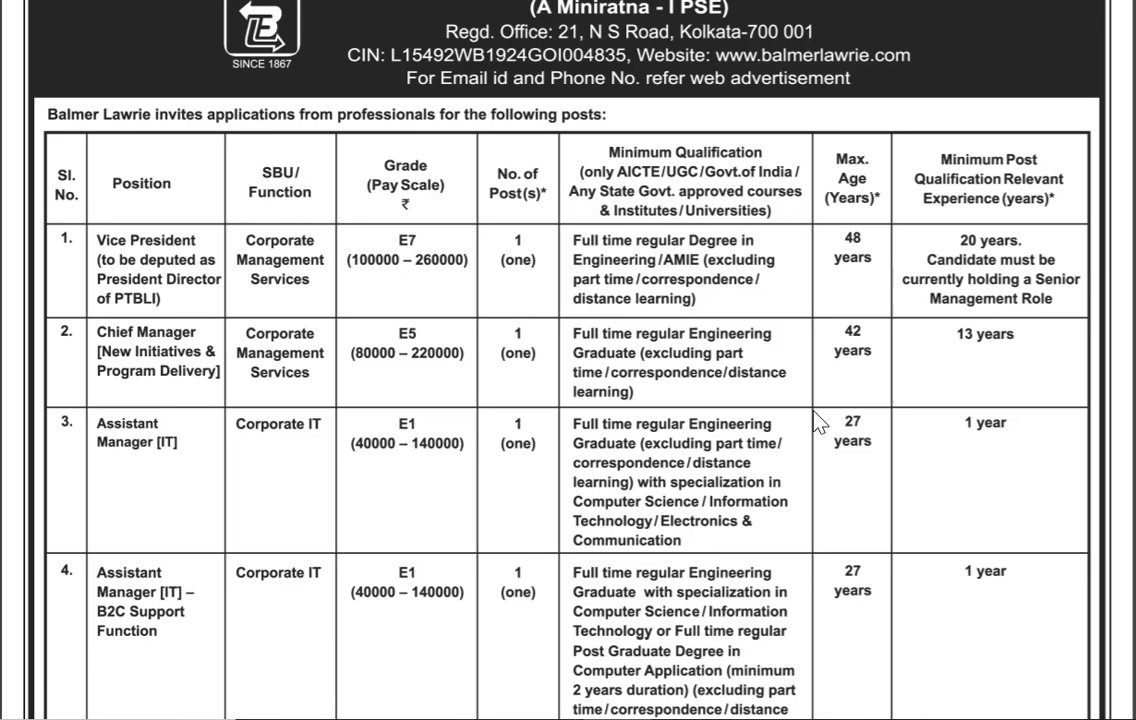 (A Miniratna - I PSE)
Regd. Office: 21, N S Road, Kolkata-700 001
CIN: L15492WB1924GOI004835, Website: www.balmerlawrie.com
For Email id and Phone No. refer web advertisement
SINCE 1867
Balmer Lawrie invites applications from professionals for the following posts:
Sl.
No.
Position
SBU/
Function
Grade
(Pay Scale)
₹
No. of
Post(s)*
Minimum Qualification
(only AICTE/UGC/Govt.of India/
Any State Govt. approved courses
& Institutes/Universities)
Max.
Age
(Years)*
Minimum Post
Qualification Relevant
Experience (years)*
1.
Vice President
(to be deputed as
President Director
of PTBLI)
Corporate
Management
Services
E7
(100000 – 260000)
1
(one)
Full time regular Degree in
Engineering/AMIE (excluding
part time/correspondence/
distance learning)
48
years
20 years.
Candidate must be
currently holding a Senior
Management Role
2.
Chief Manager
[New Initiatives &
Program Delivery]
Corporate
Management
Services
E5
(80000 – 220000)
1
(one)
Full time regular Engineering
Graduate (excluding part
time/correspondence/distance
learning)
42
years
13 years
3.
Assistant
Manager [IT]
Corporate IT
E1
(40000 – 140000)
1
(one)
Full time regular Engineering
Graduate (excluding part time/
correspondence/distance
learning) with specialization in
Computer Science/Information
Technology/Electronics &
Communication
27
years
1 year
4.
Assistant
Manager [IT] –
B2C Support
Function
Corporate IT
E1
(40000 – 140000)
1
(one)
Full time regular Engineering
Graduate with specialization in
Computer Science/Information
Technology or Full time regular
Post Graduate Degree in
Computer Application (minimum
2 years duration) (excluding part
time/correspondence/distance
27
years
1 year